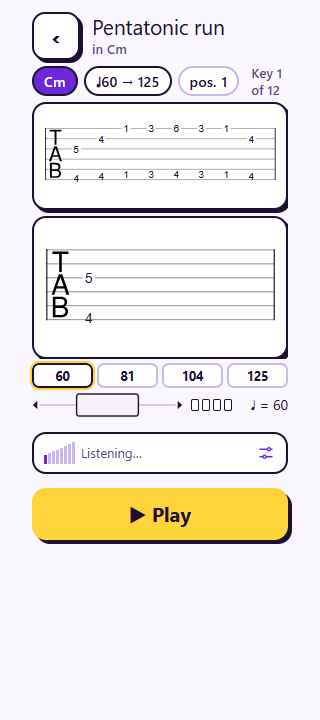 Pentatonic run
in Cm
Cm
♩60 → 125
pos. 1
Key 1
of 12
1 3 6 3 1
4 4
5
4 4 1 3 4 3 1 4
TAB
5
4
TAB
60 81 104 125
♩ = 60
Listening...
▶ Play